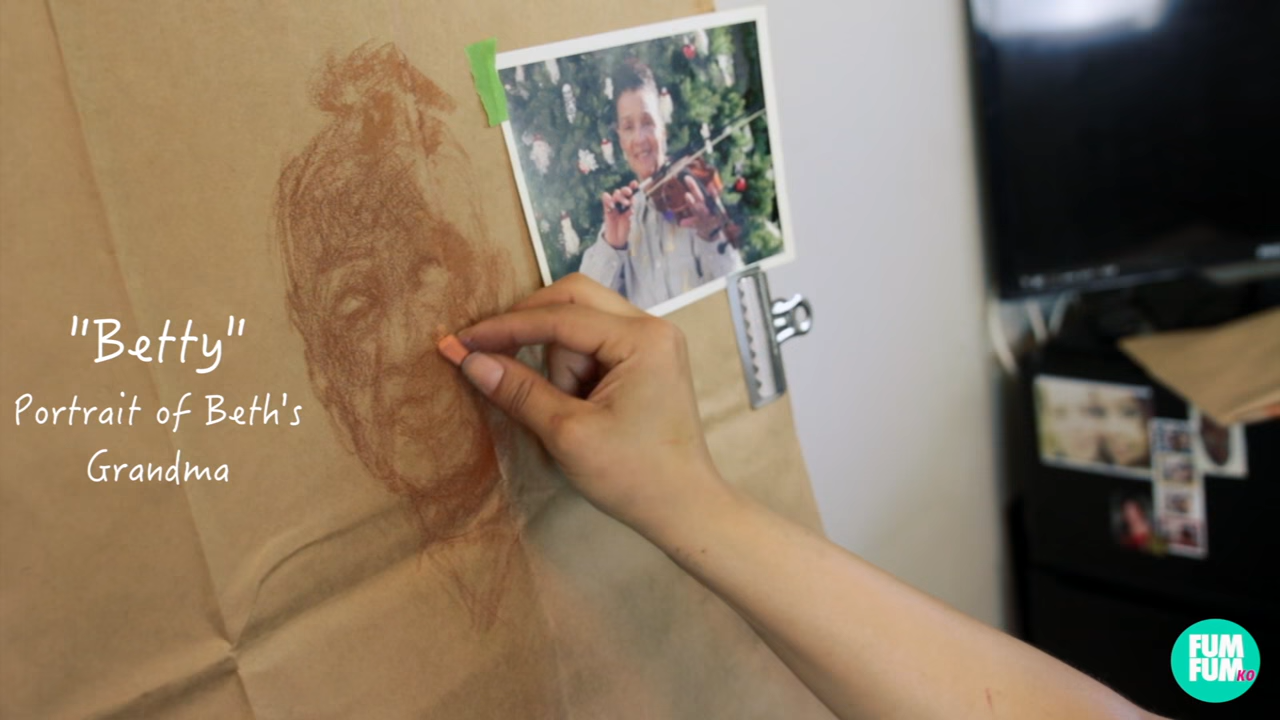 "Betty"
Portrait of Beth's
Grandma
FUM
FUM KO